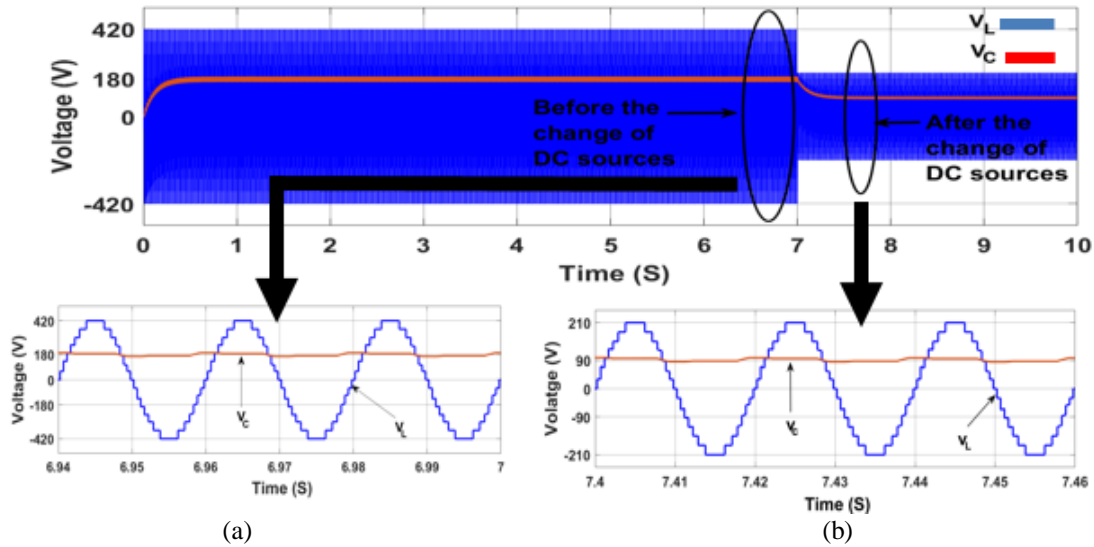 420
180
0
-420
Voltage (V)
V_L
V_C
Before the
change of
DC sources
After the
change of
DC sources
0 1 2 3 4 5 6 7 8 9 10
Time (S)
420
180
0
-180
-420
Voltage (V)
V_C
V_L
6.94 6.95 6.96 6.97 6.98 6.99 7
Time (S)
(a)
210
90
0
-90
-210
Volatge (V)
V_C
V_L
7.4 7.41 7.42 7.43 7.44 7.45 7.46
Time (S)
(b)